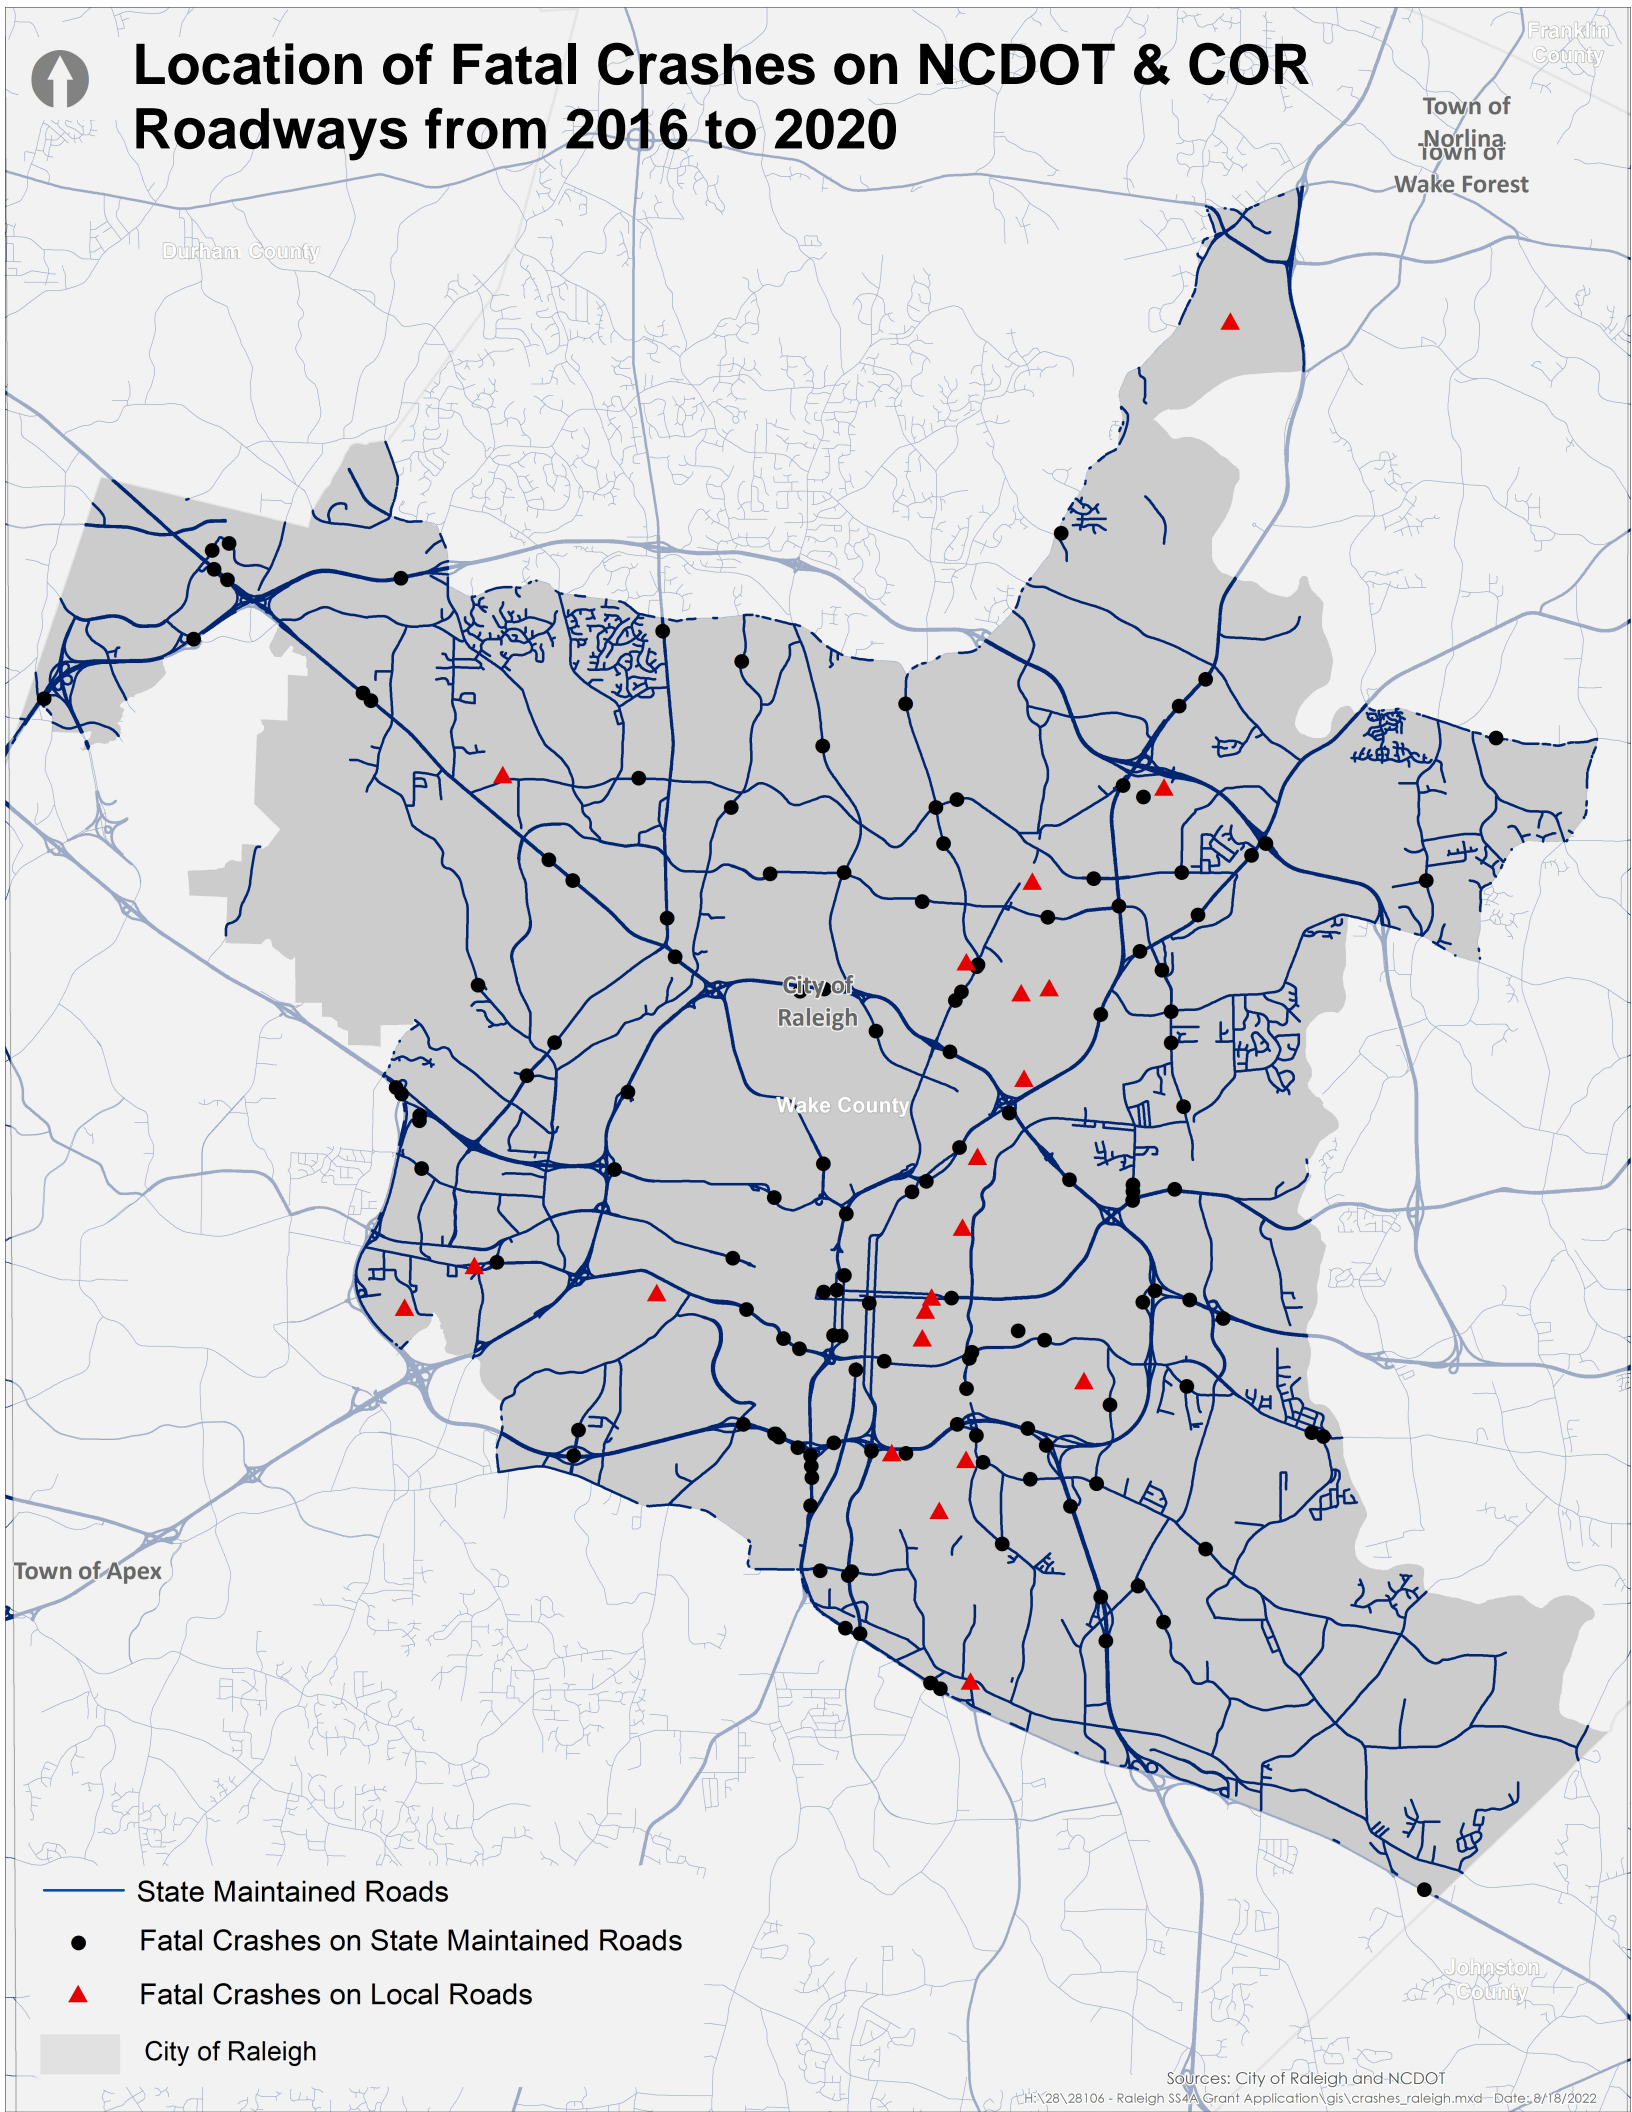 Location of Fatal Crashes on NCDOT & COR
Roadways from 2016 to 2020
Franklin
County
Town of
Norlina
Town of
Wake Forest
Durham County
City of
Raleigh
Wake County
Town of Apex
State Maintained Roads
Fatal Crashes on State Maintained Roads
Fatal Crashes on Local Roads
City of Raleigh
Johnston
County
Sources: City of Raleigh and NCDOT
H:\28\28106 - Raleigh SS4A Grant Application\gis\crashes_raleigh.mxd Date: 8/18/2022